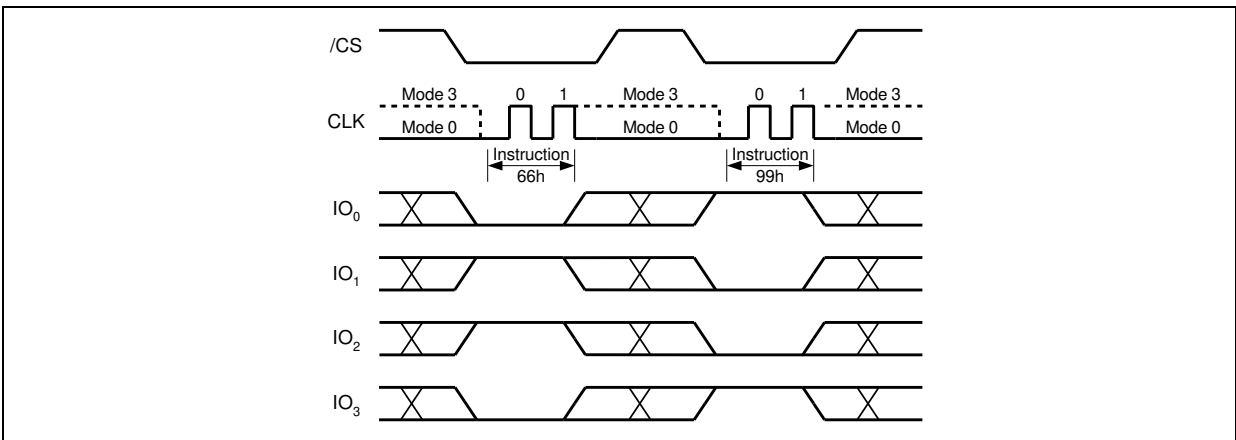 /CS
Mode 3 0 1 Mode 3 0 1 Mode 3
CLK
Mode 0 Mode 0 Mode 0
Instruction Instruction
66h 99h
IO0
IO1
IO2
IO3